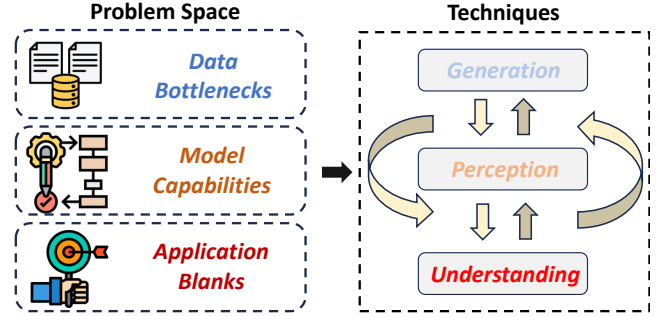 Problem Space
Data
Bottlenecks
Model
Capabilities
Application
Blanks
Techniques
Generation
Perception
Understanding